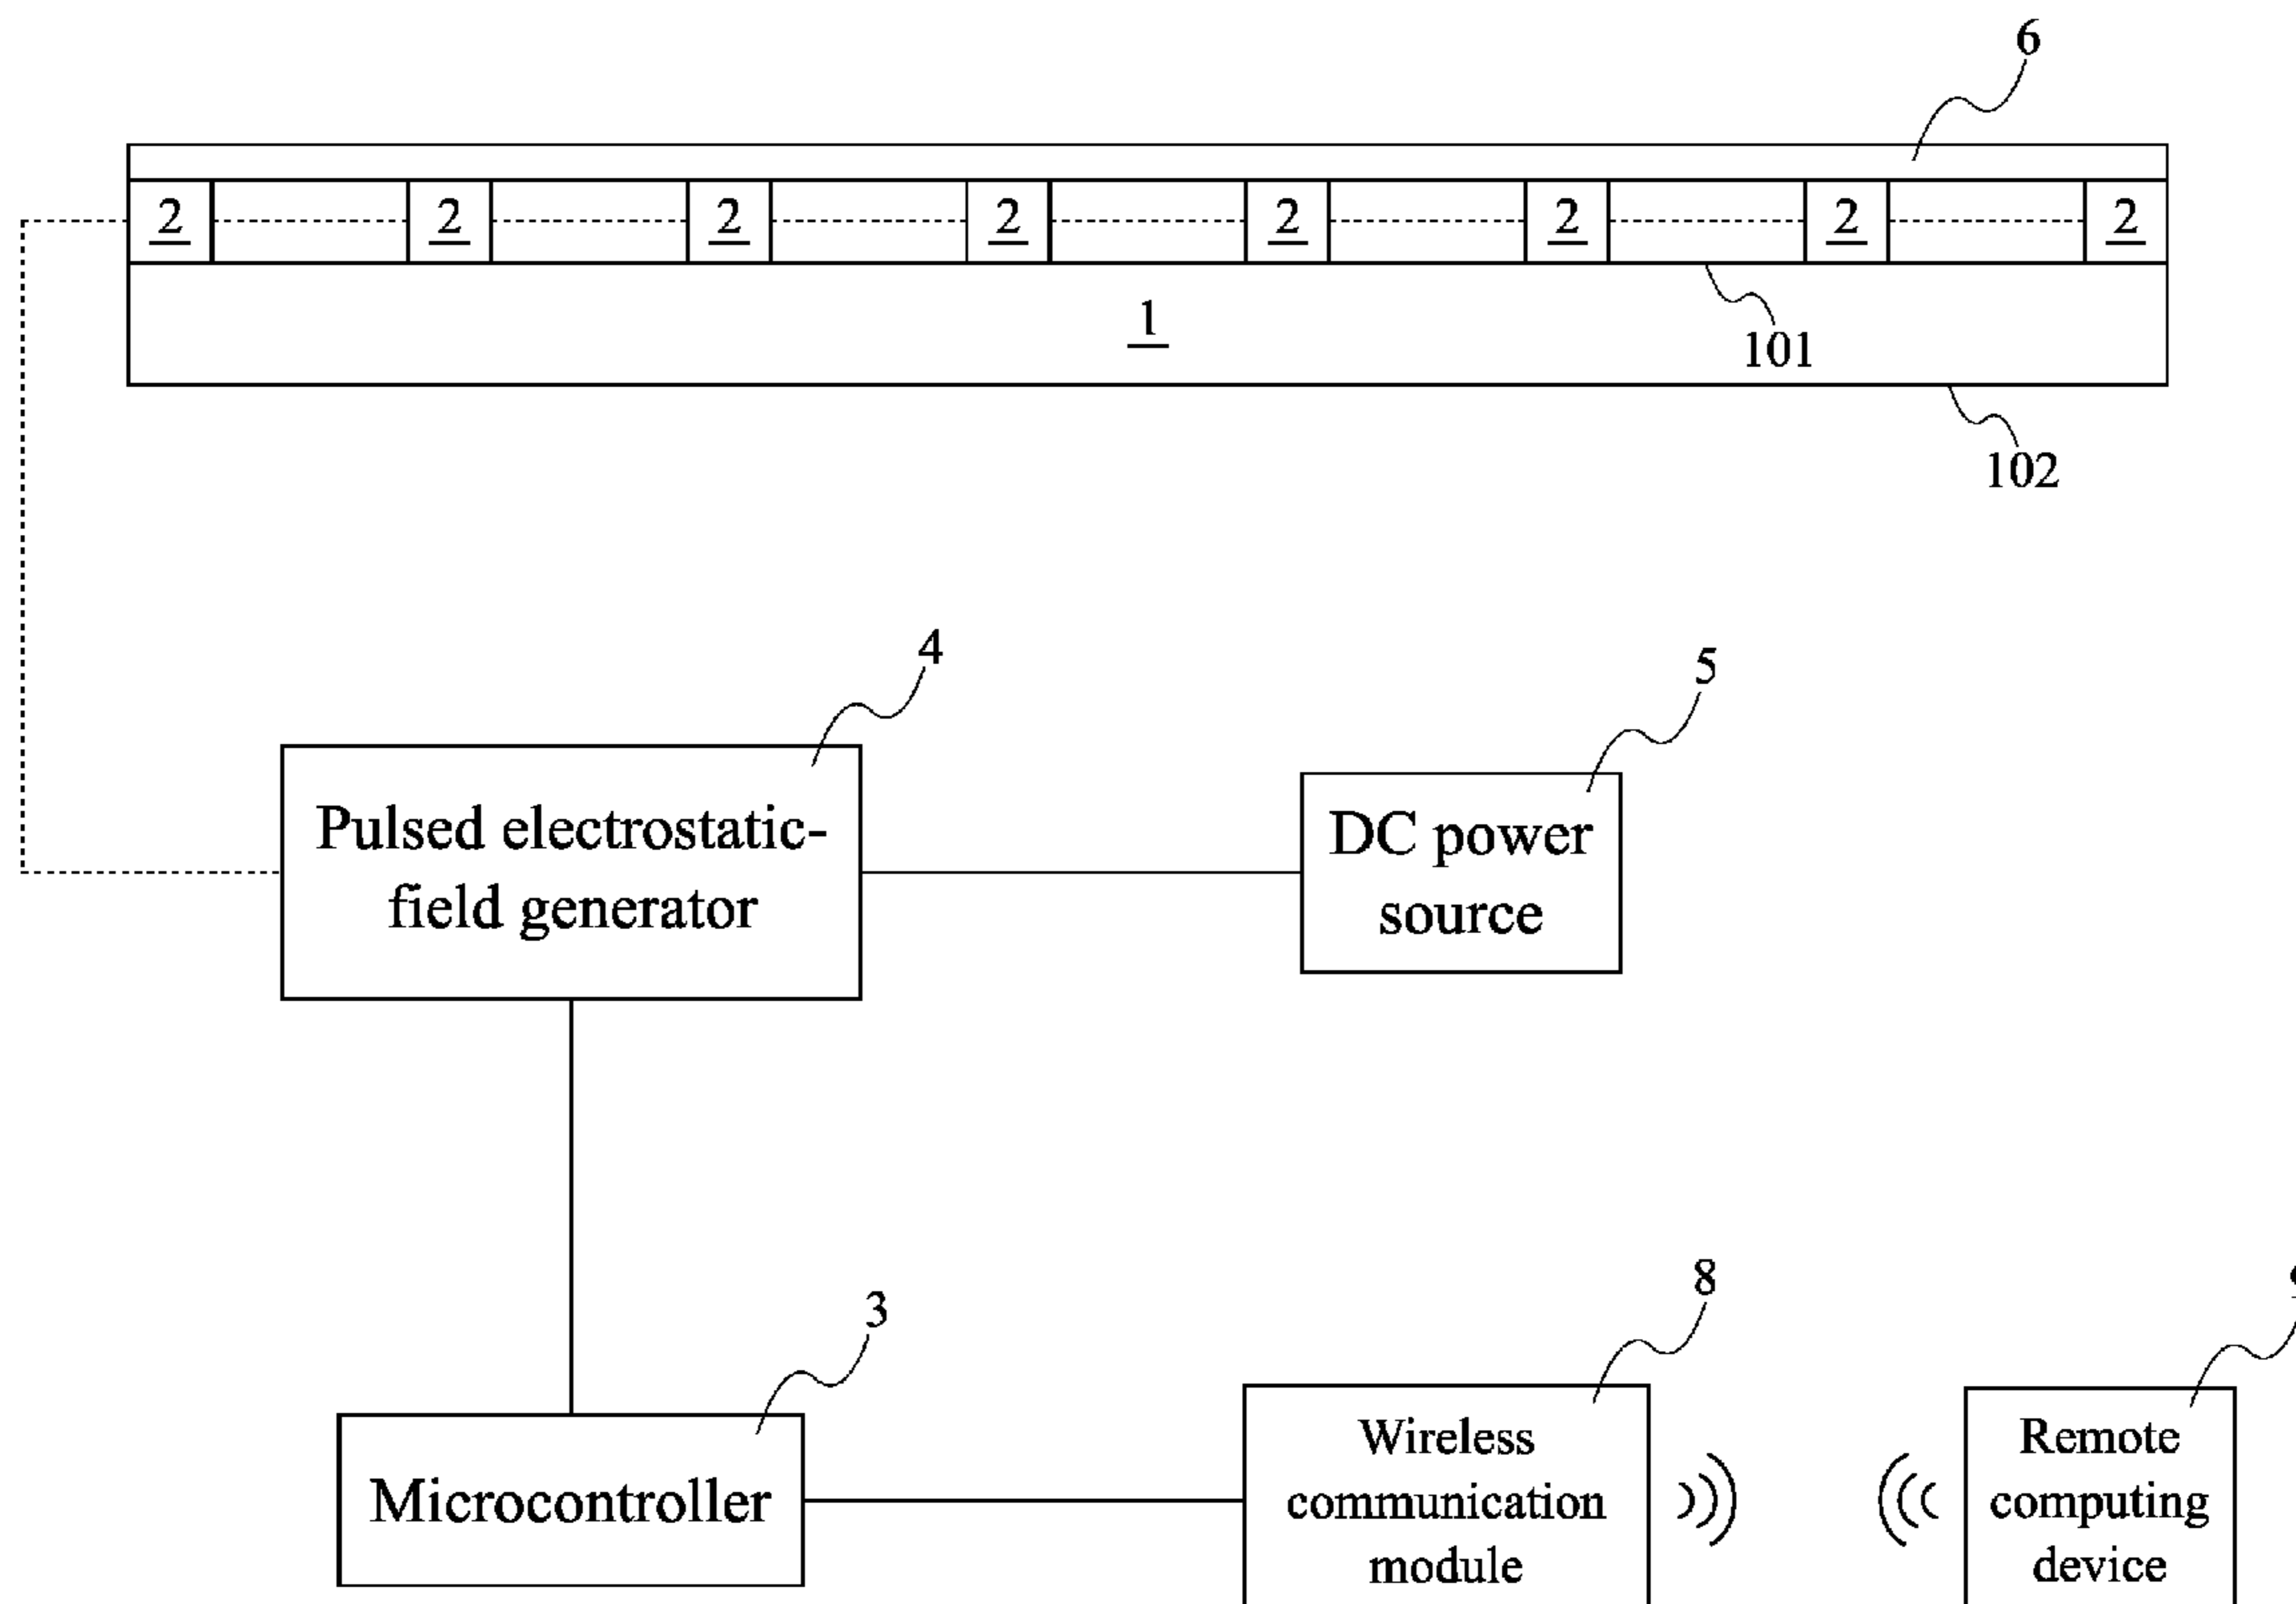 6
2 2 2 2 2 2 2 2
1
101
102
4
5
Pulsed electrostatic-
field generator
DC power
source
8
3
Wireless
communication
module
Remote
computing
device
Microcontroller